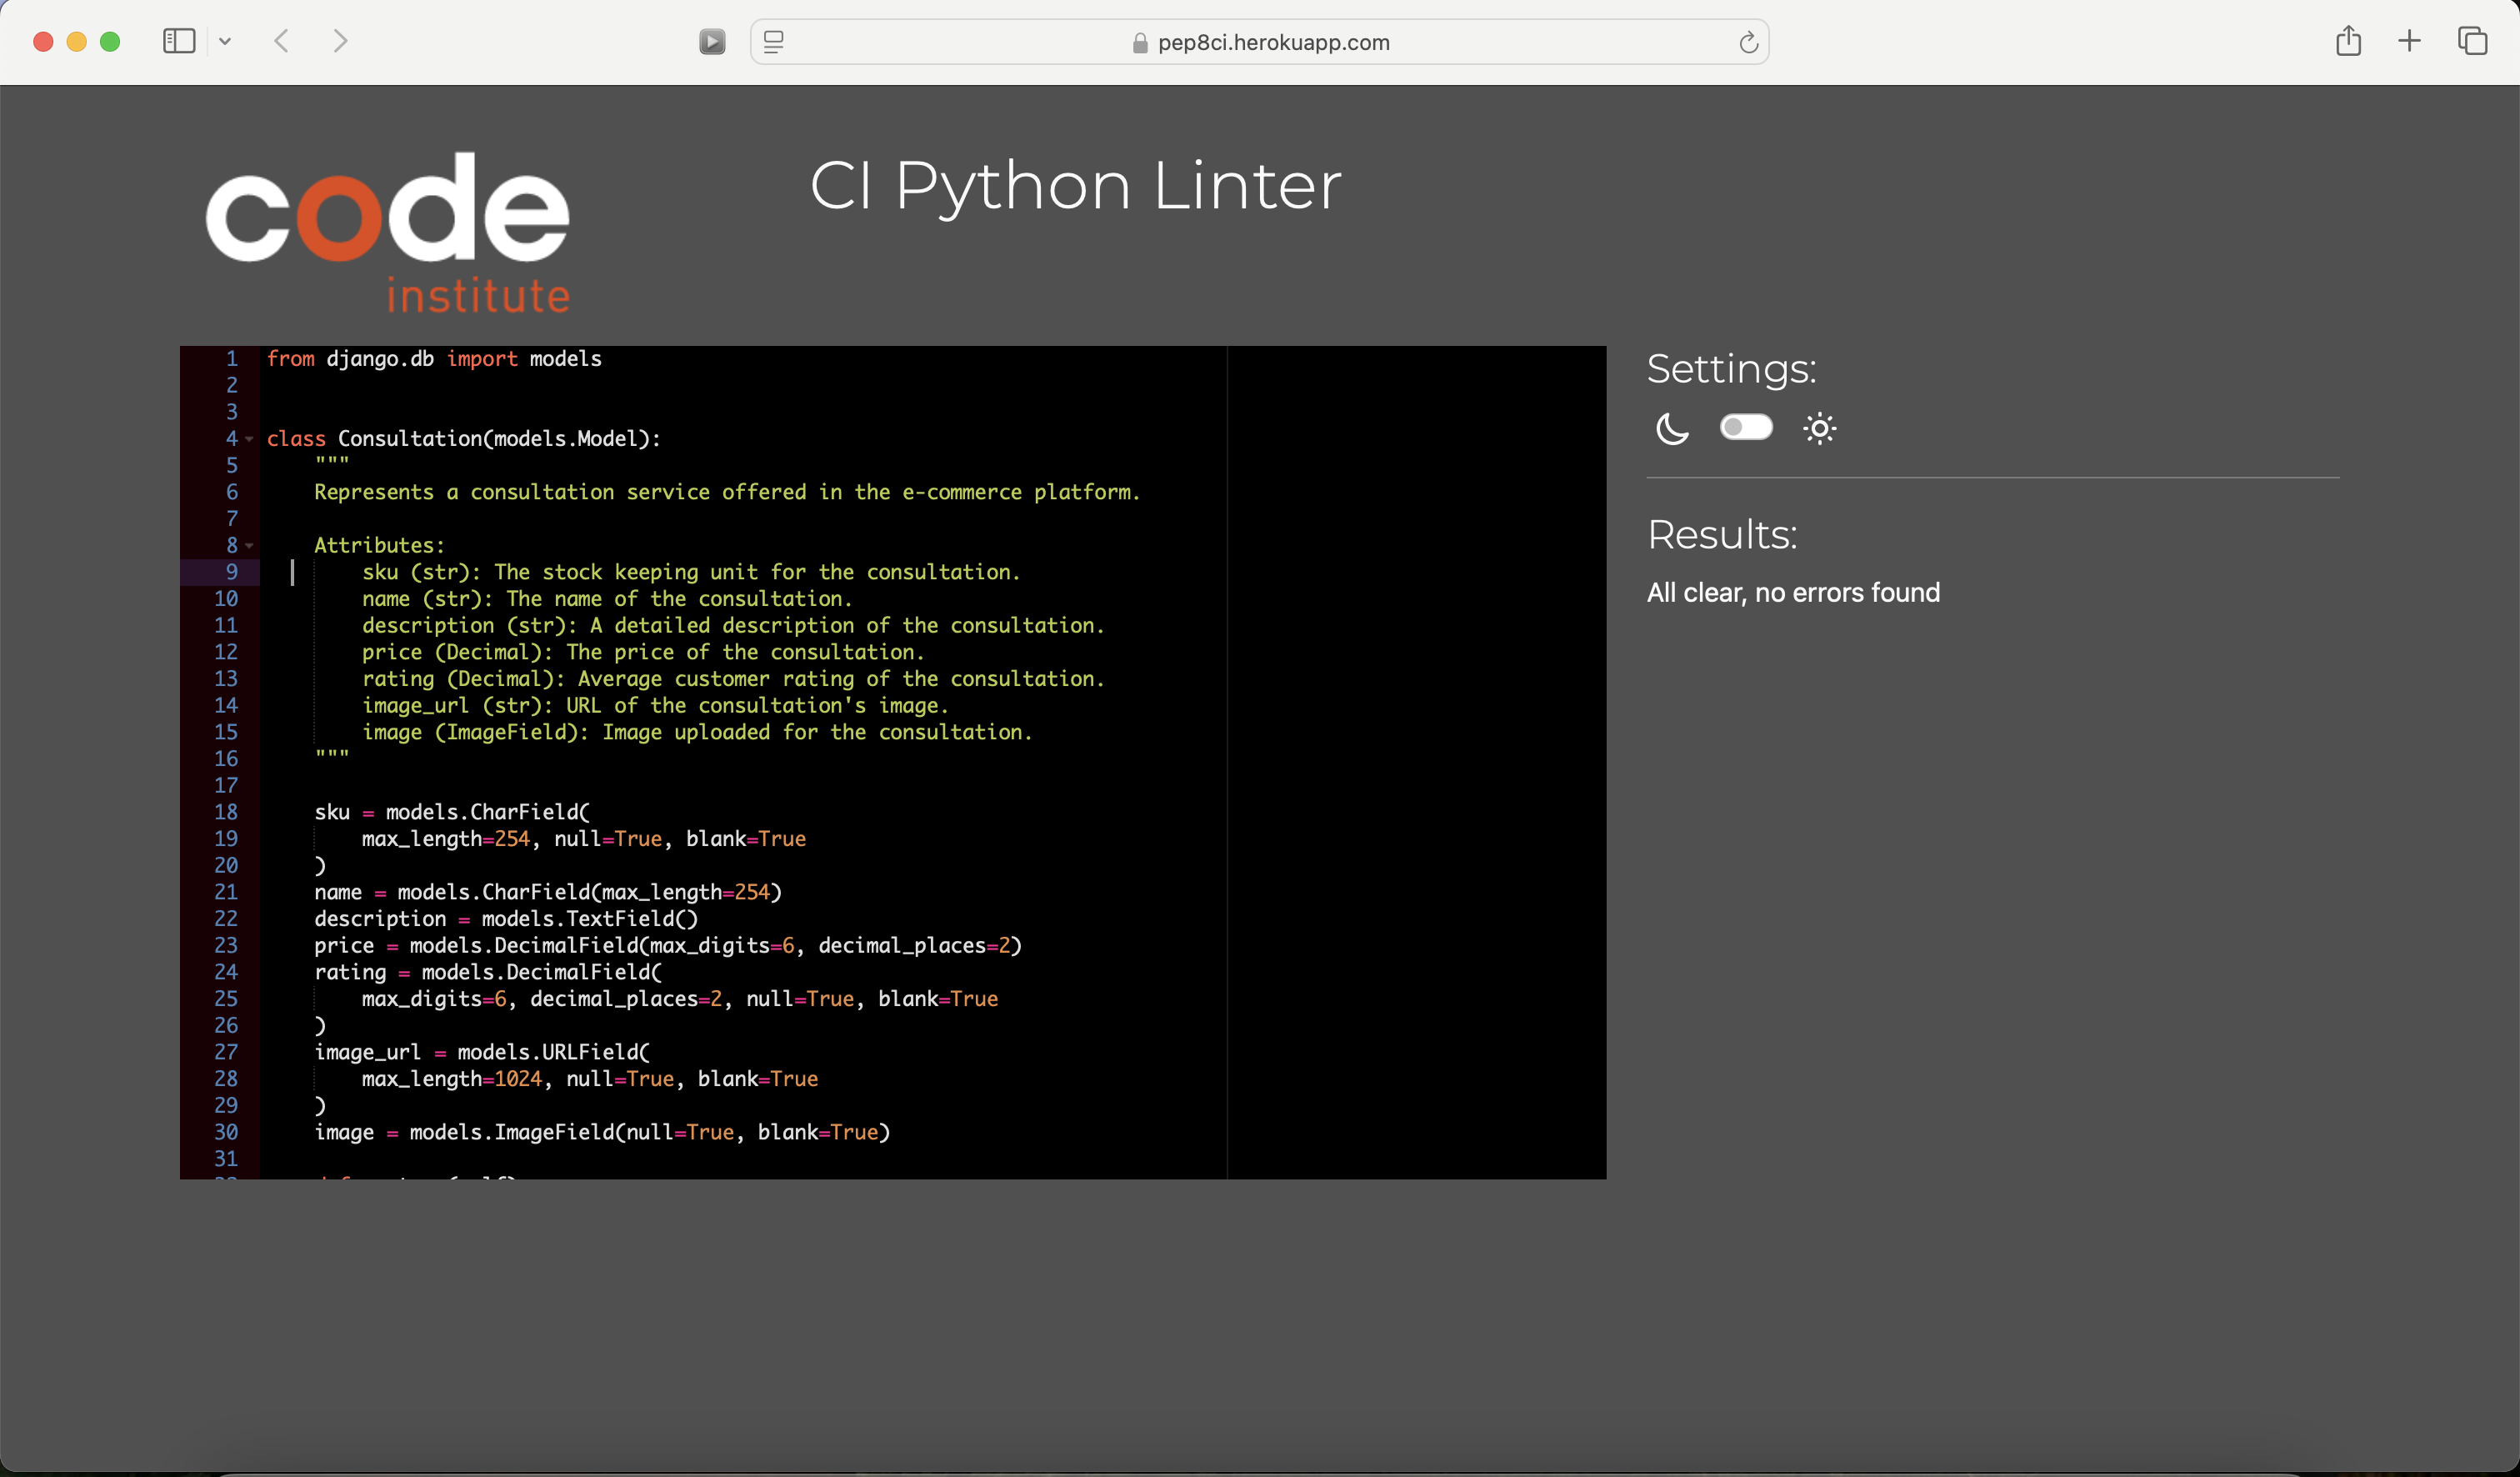 pep8ci.herokuapp.com
code
institute
CI Python Linter
1 from django.db import models
2
3
4 class Consultation(models.Model):
5     """
6     Represents a consultation service offered in the e-commerce platform.
7
8     Attributes:
9         sku (str): The stock keeping unit for the consultation.
10         name (str): The name of the consultation.
11         description (str): A detailed description of the consultation.
12         price (Decimal): The price of the consultation.
13         rating (Decimal): Average customer rating of the consultation.
14         image_url (str): URL of the consultation's image.
15         image (ImageField): Image uploaded for the consultation.
16     """
17
18     sku = models.CharField(
19         max_length=254, null=True, blank=True
20     )
21     name = models.CharField(max_length=254)
22     description = models.TextField()
23     price = models.DecimalField(max_digits=6, decimal_places=2)
24     rating = models.DecimalField(
25         max_digits=6, decimal_places=2, null=True, blank=True
26     )
27     image_url = models.URLField(
28         max_length=1024, null=True, blank=True
29     )
30     image = models.ImageField(null=True, blank=True)
31
Settings:
Results:
All clear, no errors found